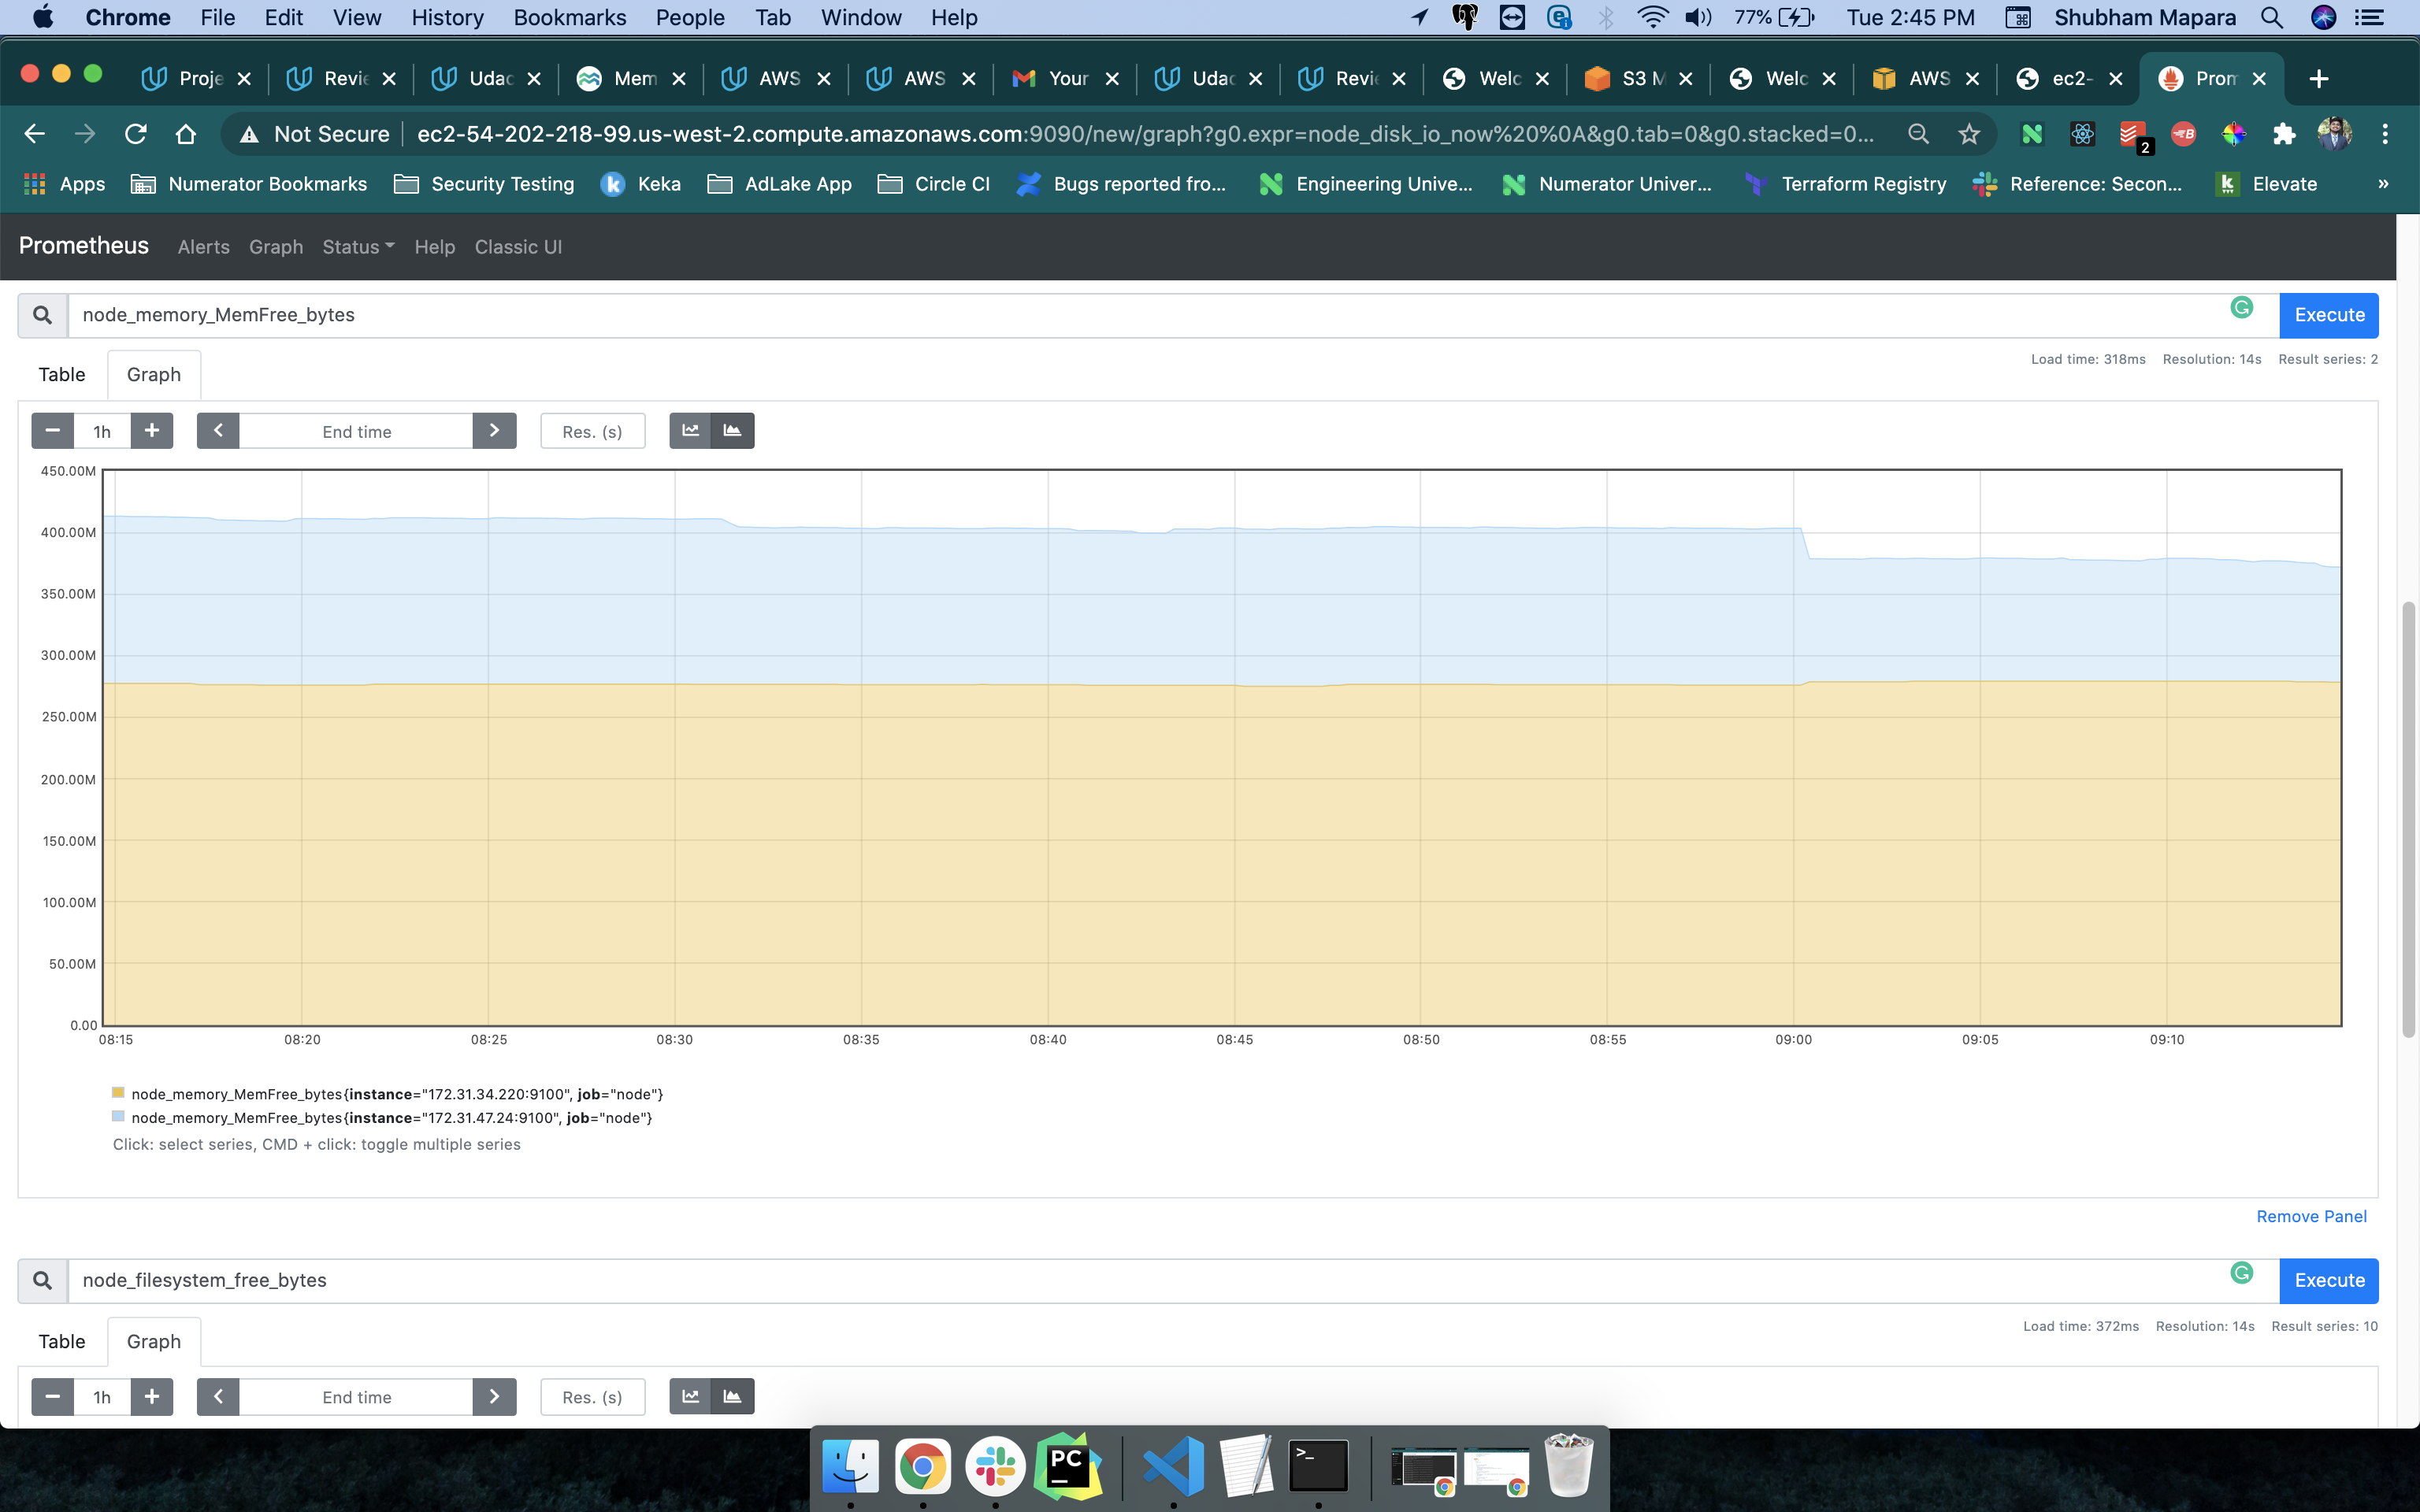 Chrome File Edit View History Bookmarks People Tab Window Help 77% Tue 2:45 PM Shubham Mapara
Proje Revie Udac Mem AWS AWS Your Udac Revie Welc S3 M Welc AWS ec2- Prom
Not Secure ec2-54-202-218-99.us-west-2.compute.amazonaws.com:9090/new/graph?g0.expr=node_disk_io_now%20%0A&g0.tab=0&g0.stacked=0... 2
Apps Numerator Bookmarks Security Testing Keka AdLake App Circle CI Bugs reported fro... Engineering Unive... Numerator Univer... Terraform Registry Reference: Secon... Elevate »
Prometheus Alerts Graph Status Help Classic UI
node_memory_MemFree_bytes Execute
Load time: 318ms Resolution: 14s Result series: 2
Table Graph
1h End time Res. (s)
450.00M
400.00M
350.00M
300.00M
250.00M
200.00M
150.00M
100.00M
50.00M
0.00
08:15 08:20 08:25 08:30 08:35 08:40 08:45 08:50 08:55 09:00 09:05 09:10
node_memory_MemFree_bytes{instance="172.31.34.220:9100", job="node"}
node_memory_MemFree_bytes{instance="172.31.47.24:9100", job="node"}
Click: select series, CMD + click: toggle multiple series
Remove Panel
node_filesystem_free_bytes Execute
Load time: 372ms Resolution: 14s Result series: 10
Table Graph
1h End time Res. (s)
PC